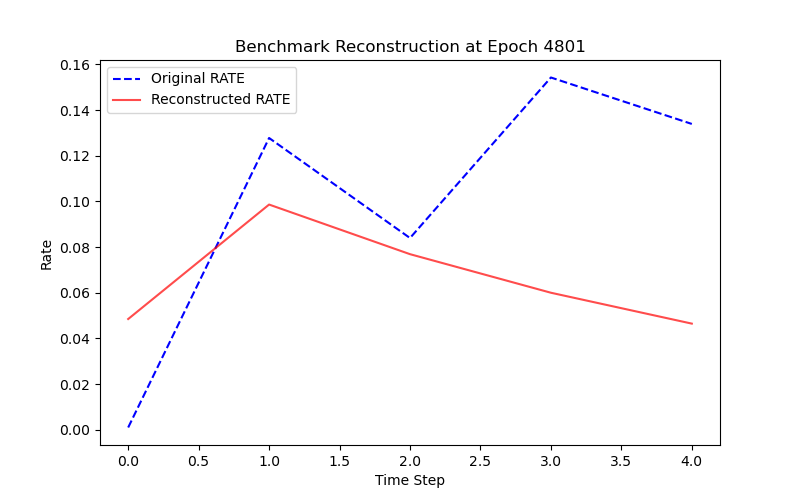 Benchmark Reconstruction at Epoch 4801
Original RATE
Reconstructed RATE
Rate
0.16
0.14
0.12
0.10
0.08
0.06
0.04
0.02
0.00
0.0 0.5 1.0 1.5 2.0 2.5 3.0 3.5 4.0
Time Step